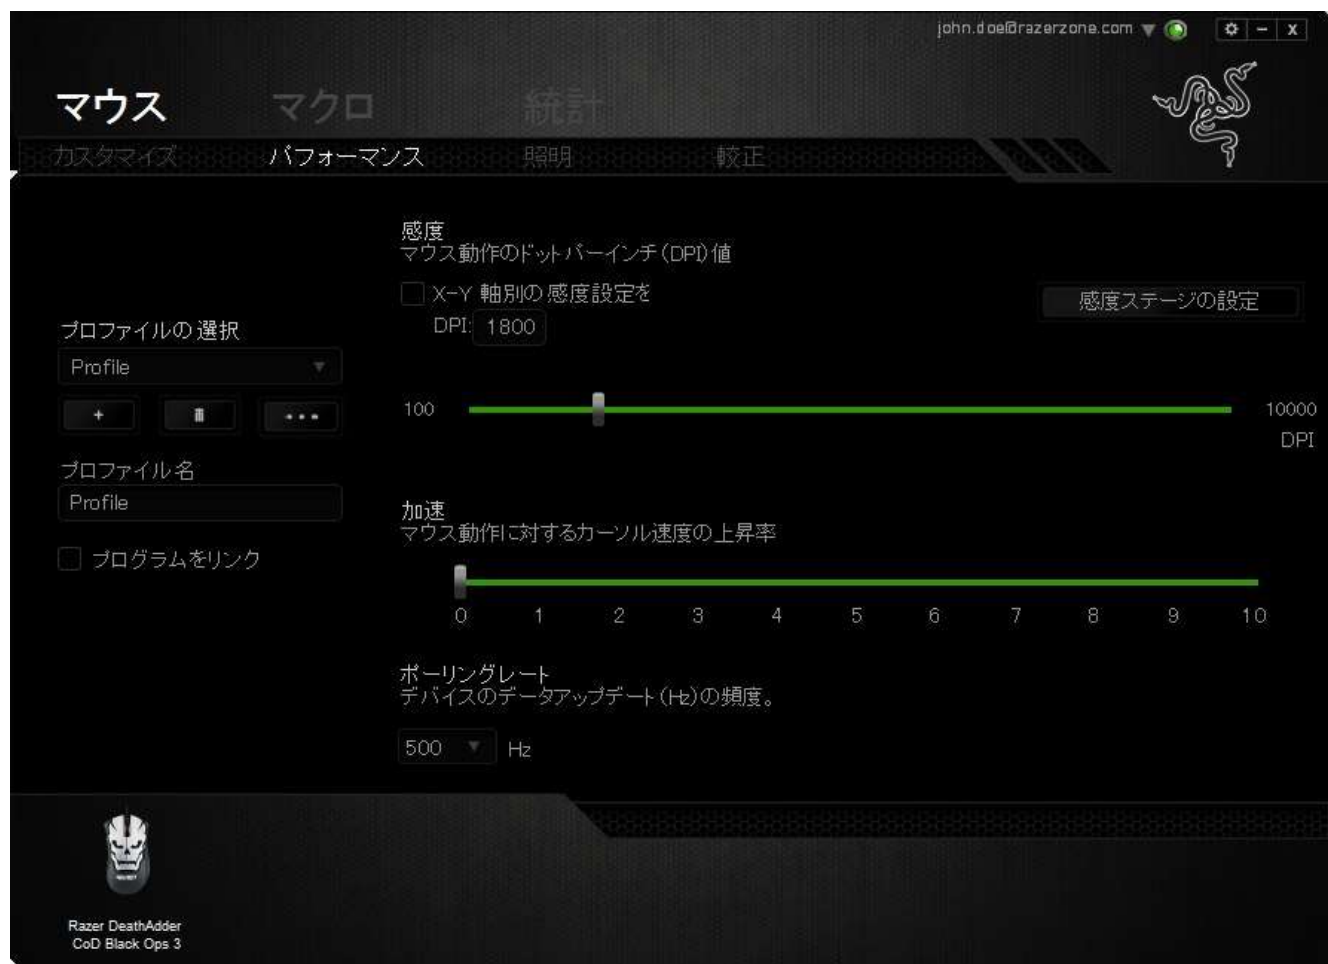 john.doe@razerzone.com
マウス マクロ 統計
カスタマイズ パフォーマンス 照明 較正
感度
マウス動作のドットパーインチ(DPI)値
X-Y 軸別の感度設定を
感度ステージの設定
DPI: 1800
プロファイルの選択
Profile
100
10000
DPI
プロファイル名
Profile
プログラムをリンク
加速
マウス動作に対するカーソル速度の上昇率
0 1 2 3 4 5 6 7 8 9 10
ポーリングレート
デバイスのデータアップデート(Hz)の頻度。
500 Hz
Razer DeathAdder
CoD Black Ops 3